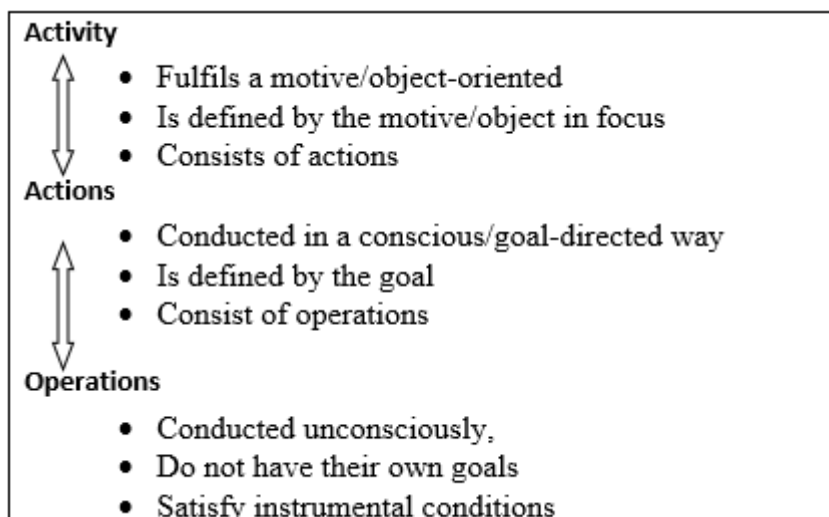 Activity
• Fulfils a motive/object-oriented
• Is defined by the motive/object in focus
• Consists of actions
Actions
• Conducted in a conscious/goal-directed way
• Is defined by the goal
• Consist of operations
Operations
• Conducted unconsciously,
• Do not have their own goals
• Satisfy instrumental conditions